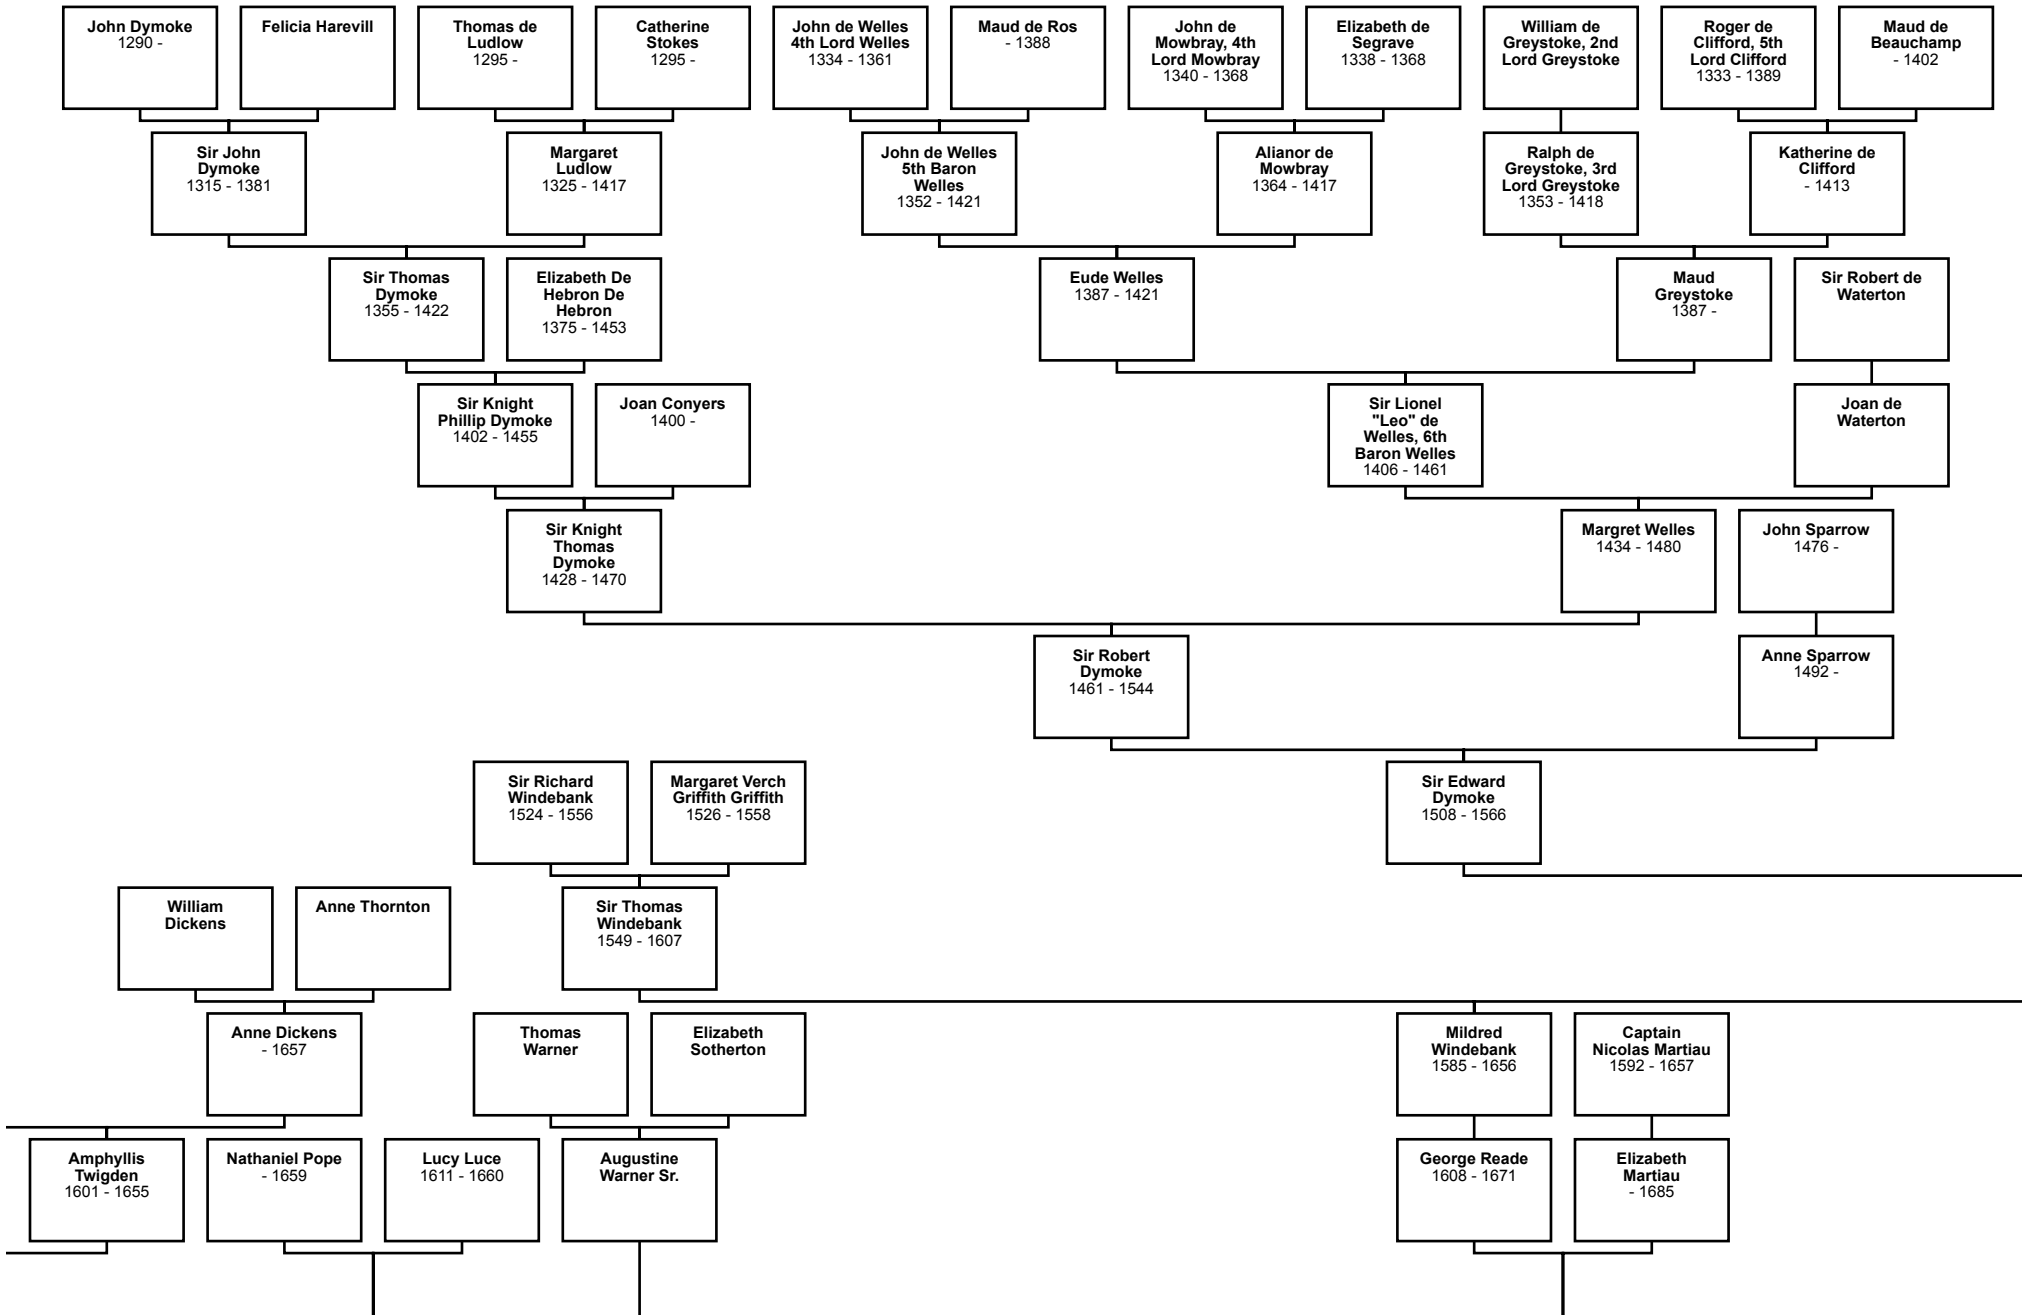 John Dymoke
1290 -
Felicia Harevill
Thomas de
Ludlow
1295 -
Catherine
Stokes
1295 -
John de Welles
4th Lord Welles
1334 - 1361
Maud de Ros
- 1388
John de
Mowbray, 4th
Lord Mowbray
1340 - 1368
Elizabeth de
Segrave
1338 - 1368
William de
Greystoke, 2nd
Lord Greystoke
Roger de
Clifford, 5th
Lord Clifford
1333 - 1389
Maud de
Beauchamp
- 1402
Sir John
Dymoke
1315 - 1381
Margaret
Ludlow
1325 - 1417
John de Welles
5th Baron
Welles
1352 - 1421
Alianor de
Mowbray
1364 - 1417
Ralph de
Greystoke, 3rd
Lord Greystoke
1353 - 1418
Katherine de
Clifford
- 1413
Sir Thomas
Dymoke
1355 - 1422
Elizabeth De
Hebron De
Hebron
1375 - 1453
Eude Welles
1387 - 1421
Maud
Greystoke
1387 -
Sir Robert de
Waterton
Sir Knight
Phillip Dymoke
1402 - 1455
Joan Conyers
1400 -
Sir Lionel
"Leo" de
Welles, 6th
Baron Welles
1406 - 1461
Joan de
Waterton
Sir Knight
Thomas
Dymoke
1428 - 1470
Margret Welles
1434 - 1480
John Sparrow
1476 -
Sir Robert
Dymoke
1461 - 1544
Anne Sparrow
1492 -
Sir Richard
Windebank
1524 - 1556
Margaret Verch
Griffith Griffith
1526 - 1558
Sir Edward
Dymoke
1508 - 1566
William
Dickens
Anne Thornton
Sir Thomas
Windebank
1549 - 1607
Anne Dickens
- 1657
Thomas
Warner
Elizabeth
Sotherton
Mildred
Windebank
1585 - 1656
Captain
Nicolas Martiau
1592 - 1657
Amphyllis
Twigden
1601 - 1655
Nathaniel Pope
- 1659
Lucy Luce
1611 - 1660
Augustine
Warner Sr.
George Reade
1608 - 1671
Elizabeth
Martiau
- 1685